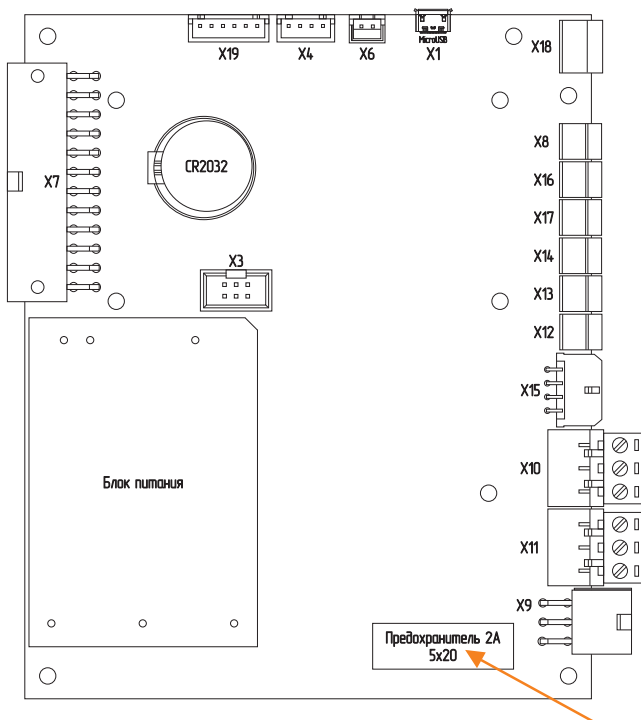 X19
X4
X6
X1
MicroUSB
X18
X7
CR2032
X8
X16
X17
X14
X3
X13
X12
X15
Блок питания
X10
X11
X9
Предохранитель 2А
5х20